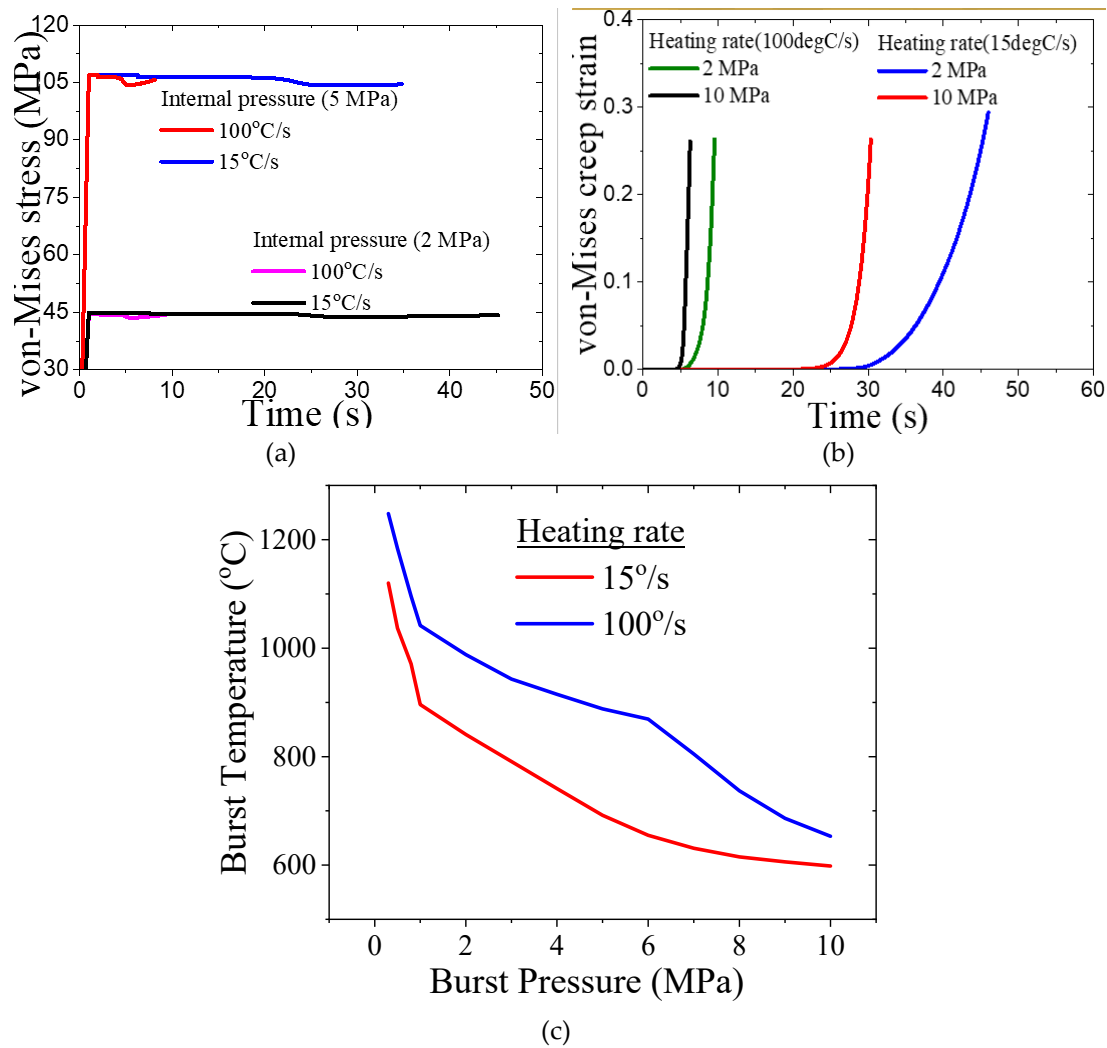 120
105
90
75
60
45
30
von-Mises stress (MPa)
Internal pressure (5 MPa)
100°C/s
15°C/s
Internal pressure (2 MPa)
100°C/s
15°C/s
0
10
20
30
40
50
Time (s)
(a)
0.4
0.3
0.2
0.1
0.0
von-Mises creep strain
Heating rate(100degC/s)
2 MPa
10 MPa
Heating rate(15degC/s)
2 MPa
10 MPa
0
10
20
30
40
50
60
Time (s)
(b)
1200
1000
800
600
Burst Temperature (°C)
Heating rate
15°/s
100°/s
0
2
4
6
8
10
Burst Pressure (MPa)
(c)